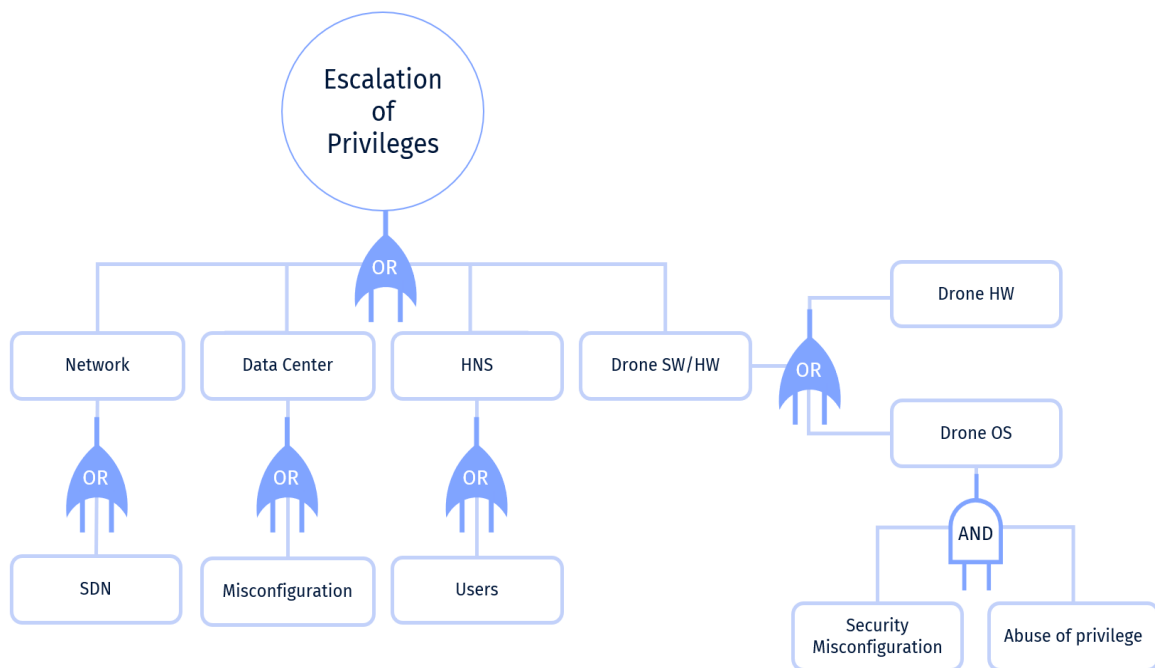 Escalation
of
Privileges
OR
Drone HW
Network
Data Center
HNS
Drone SW/HW
OR
Drone OS
OR
OR
OR
AND
SDN
Misconfiguration
Users
Security
Misconfiguration
Abuse of privilege